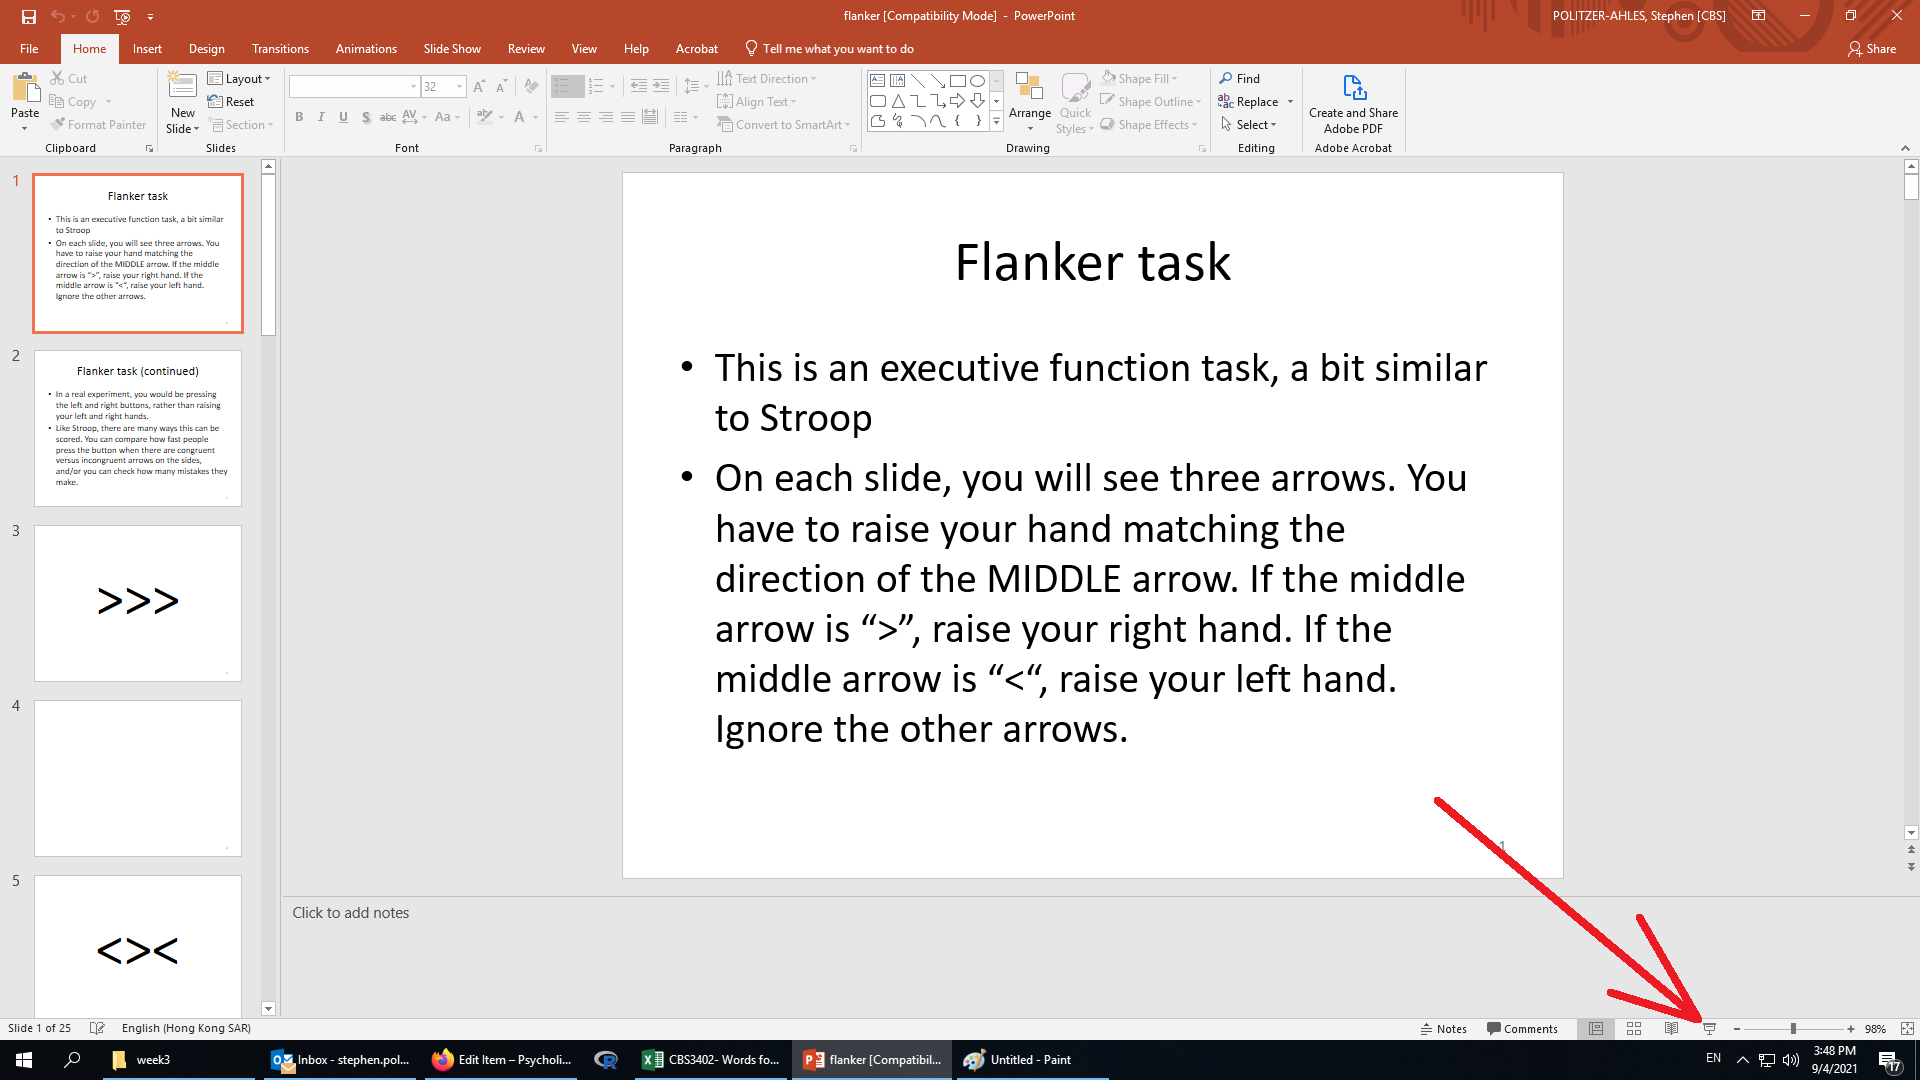 flanker [Compatibility Mode] - PowerPoint
POLITZER-AHLES, Stephen [CBS]
File Home Insert Design Transitions Animations Slide Show Review View Help Acrobat Tell me what you want to do Share
Paste
Cut
Copy
Format Painter
Clipboard
New
Slide
Layout
Reset
Section
Slides
32
B I U S abc AV Aa A
Font
Text Direction
Align Text
Convert to SmartArt
Paragraph
Arrange
Quick
Styles
Shape Fill
Shape Outline
Shape Effects
Drawing
Find
Replace
Select
Editing
Create and Share
Adobe PDF
Adobe Acrobat
1
Flanker task
• This is an executive function task, a bit similar
to Stroop
• On each slide, you will see three arrows. You
have to raise your hand matching the
direction of the MIDDLE arrow. If the middle
arrow is “>”, raise your right hand. If the
middle arrow is “<“, raise your left hand.
Ignore the other arrows.
2
Flanker task (continued)
• In a real experiment, you would be pressing
the left and right buttons, rather than raising
your left and right hands.
• Like Stroop, there are many ways this can be
scored. You can compare how fast people
press the button when there are congruent
versus incongruent arrows on the sides,
and/or you can check how many mistakes they
make.
3
>>>
4
5
<><
Flanker task
• This is an executive function task, a bit similar
to Stroop
• On each slide, you will see three arrows. You
have to raise your hand matching the
direction of the MIDDLE arrow. If the middle
arrow is “>”, raise your right hand. If the
middle arrow is “<“, raise your left hand.
Ignore the other arrows.
1
Click to add notes
Slide 1 of 25 English (Hong Kong SAR) Notes Comments 98%
week3 Inbox - stephen.pol... Edit Item – Psycholi... CBS3402- Words fo... flanker [Compatibil... Untitled - Paint
EN
3:48 PM
9/4/2021
17